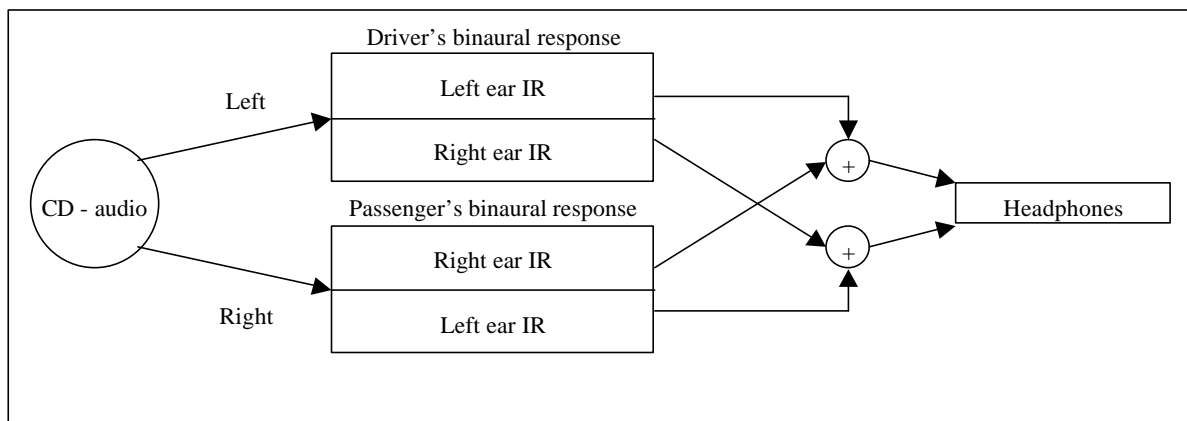 Driver’s binaural response
Left ear IR
Left
Right ear IR
+
CD - audio
Headphones
Passenger’s binaural response
Right ear IR
+
Right
Left ear IR